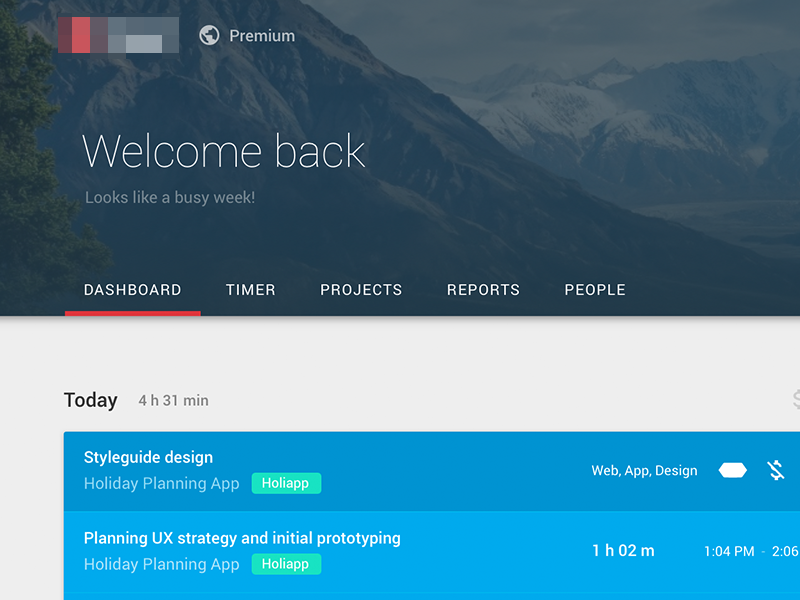 Premium
Welcome back
Looks like a busy week!
DASHBOARD TIMER PROJECTS REPORTS PEOPLE
Today 4 h 31 min
Styleguide design
Holiday Planning App Holiapp
Web, App, Design
Planning UX strategy and initial prototyping
Holiday Planning App Holiapp
1 h 02 m 1:04 PM - 2:06